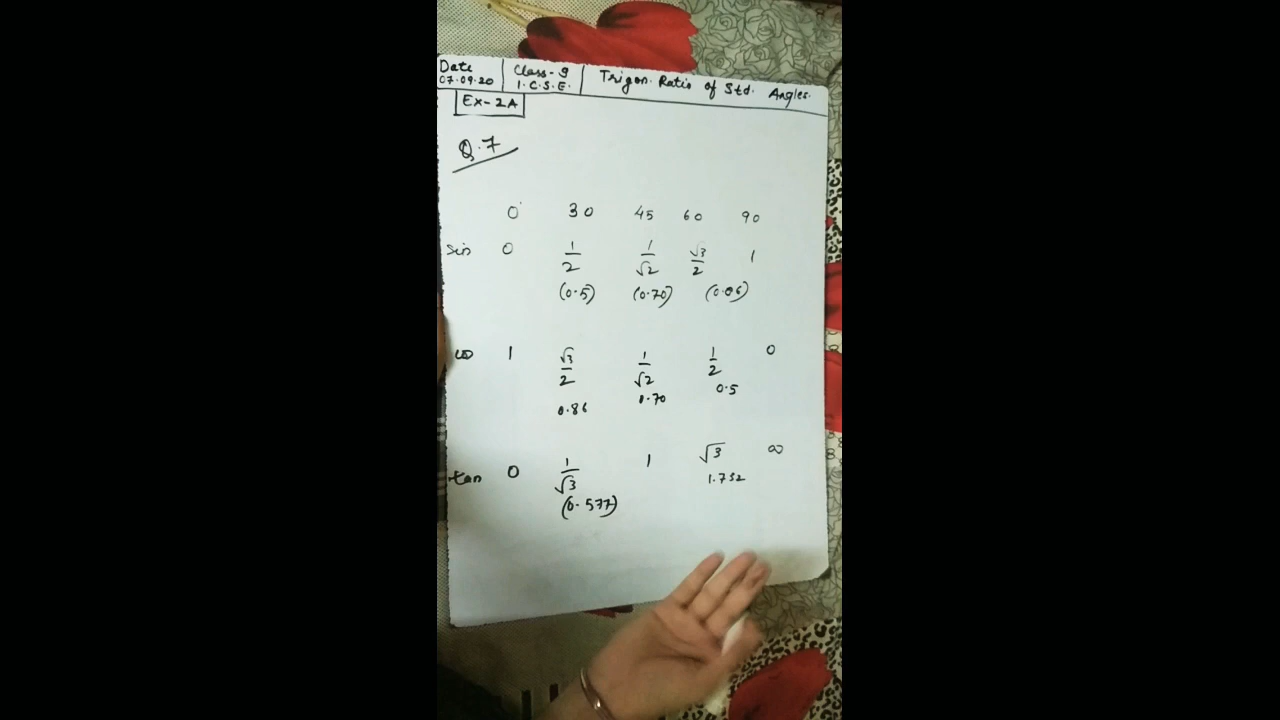 Date
07.09.20
Class-9
I.C.S.E.
Trigon. Ratio of Std. Angles.
Ex-2A
Q.7
0 30 45 60 90
sin 0 1/2 1/√2 √3/2 1
(0.5) (0.70) (0.86)
cos 1 √3/2 1/√2 1/2 0
0.86 0.70 0.5
tan 0 1/√3 1 √3 ∞
(0.577) 1.732